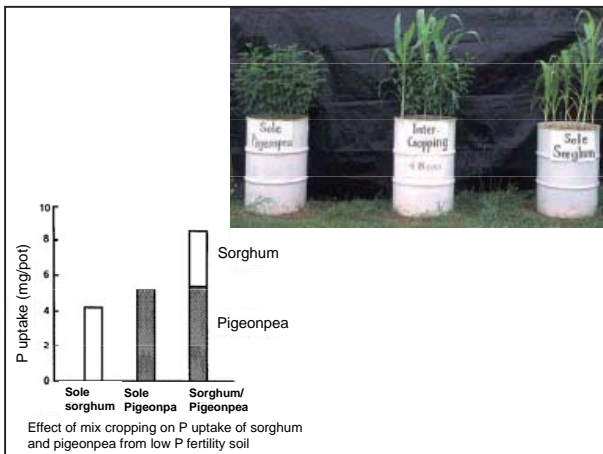 Sole
Pigeonpea
Inter-
Cropping
Sole
Sorghum
10
8
6
4
2
0
P uptake (mg/pot)
Sorghum
Pigeonpea
Sole
sorghum
Sole
Pigeonpa
Sorghum/
Pigeonpea
Effect of mix cropping on P uptake of sorghum
and pigeonpea from low P fertility soil